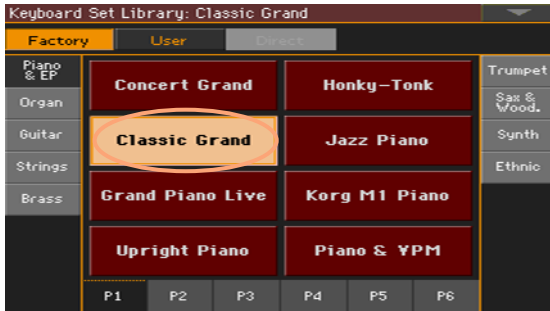 Keyboard Set Library: Classic Grand
Factory
User
Direct
Piano
& EP
Organ
Guitar
Strings
Brass
Concert Grand
Honky-Tonk
Classic Grand
Jazz Piano
Grand Piano Live
Korg M1 Piano
Upright Piano
Piano & ¥PM
Trumpet
Sax &
Wood.
Synth
Ethnic
P1 P2 P3 P4 P5 P6